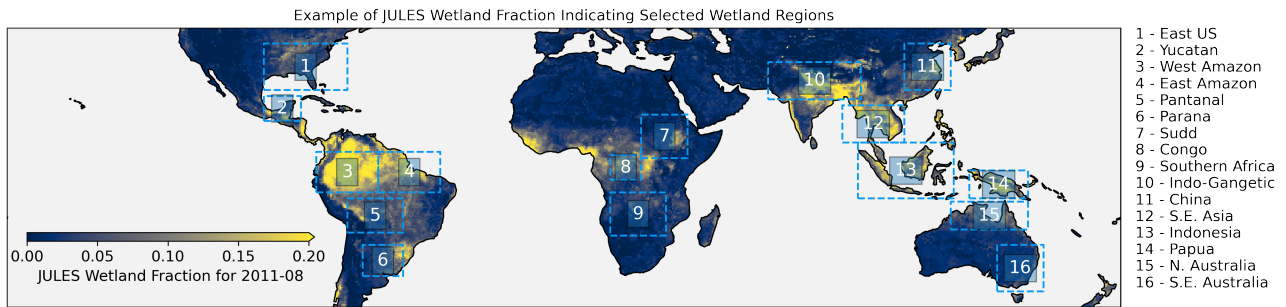 Example of JULES Wetland Fraction Indicating Selected Wetland Regions
1
2
3
4
5
6
7
8
9
10
11
12
13
14
15
16
0.00 0.05 0.10 0.15 0.20
JULES Wetland Fraction for 2011-08
1 - East US
2 - Yucatan
3 - West Amazon
4 - East Amazon
5 - Pantanal
6 - Parana
7 - Sudd
8 - Congo
9 - Southern Africa
10 - Indo-Gangetic
11 - China
12 - S.E. Asia
13 - Indonesia
14 - Papua
15 - N. Australia
16 - S.E. Australia